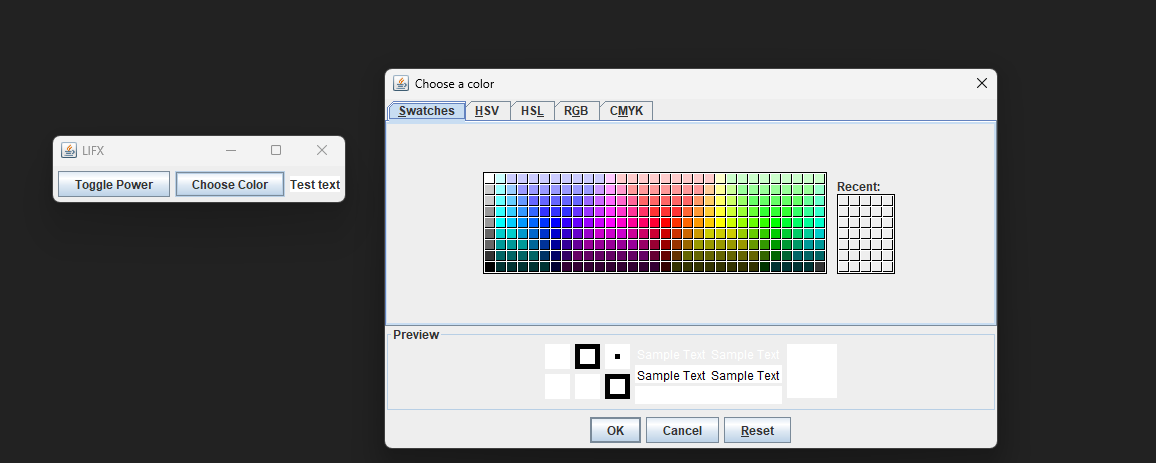 LIFX
Toggle Power Choose Color Test text
Choose a color
Swatches HSV HSL RGB CMYK
Recent:
Preview
Sample Text Sample Text
Sample Text Sample Text
OK Cancel Reset